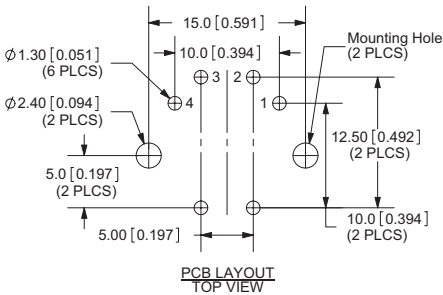 15.0 [0.591]
10.0 [0.394]
Mounting Hole
(2 PLCS)
Ø1.30 [0.051]
(6 PLCS)
3 2
4 1
Ø2.40 [0.094]
(2 PLCS)
12.50 [0.492]
(2 PLCS)
5.0 [0.197]
(2 PLCS)
10.0 [0.394]
(2 PLCS)
5.00 [0.197]
PCB LAYOUT
TOP VIEW